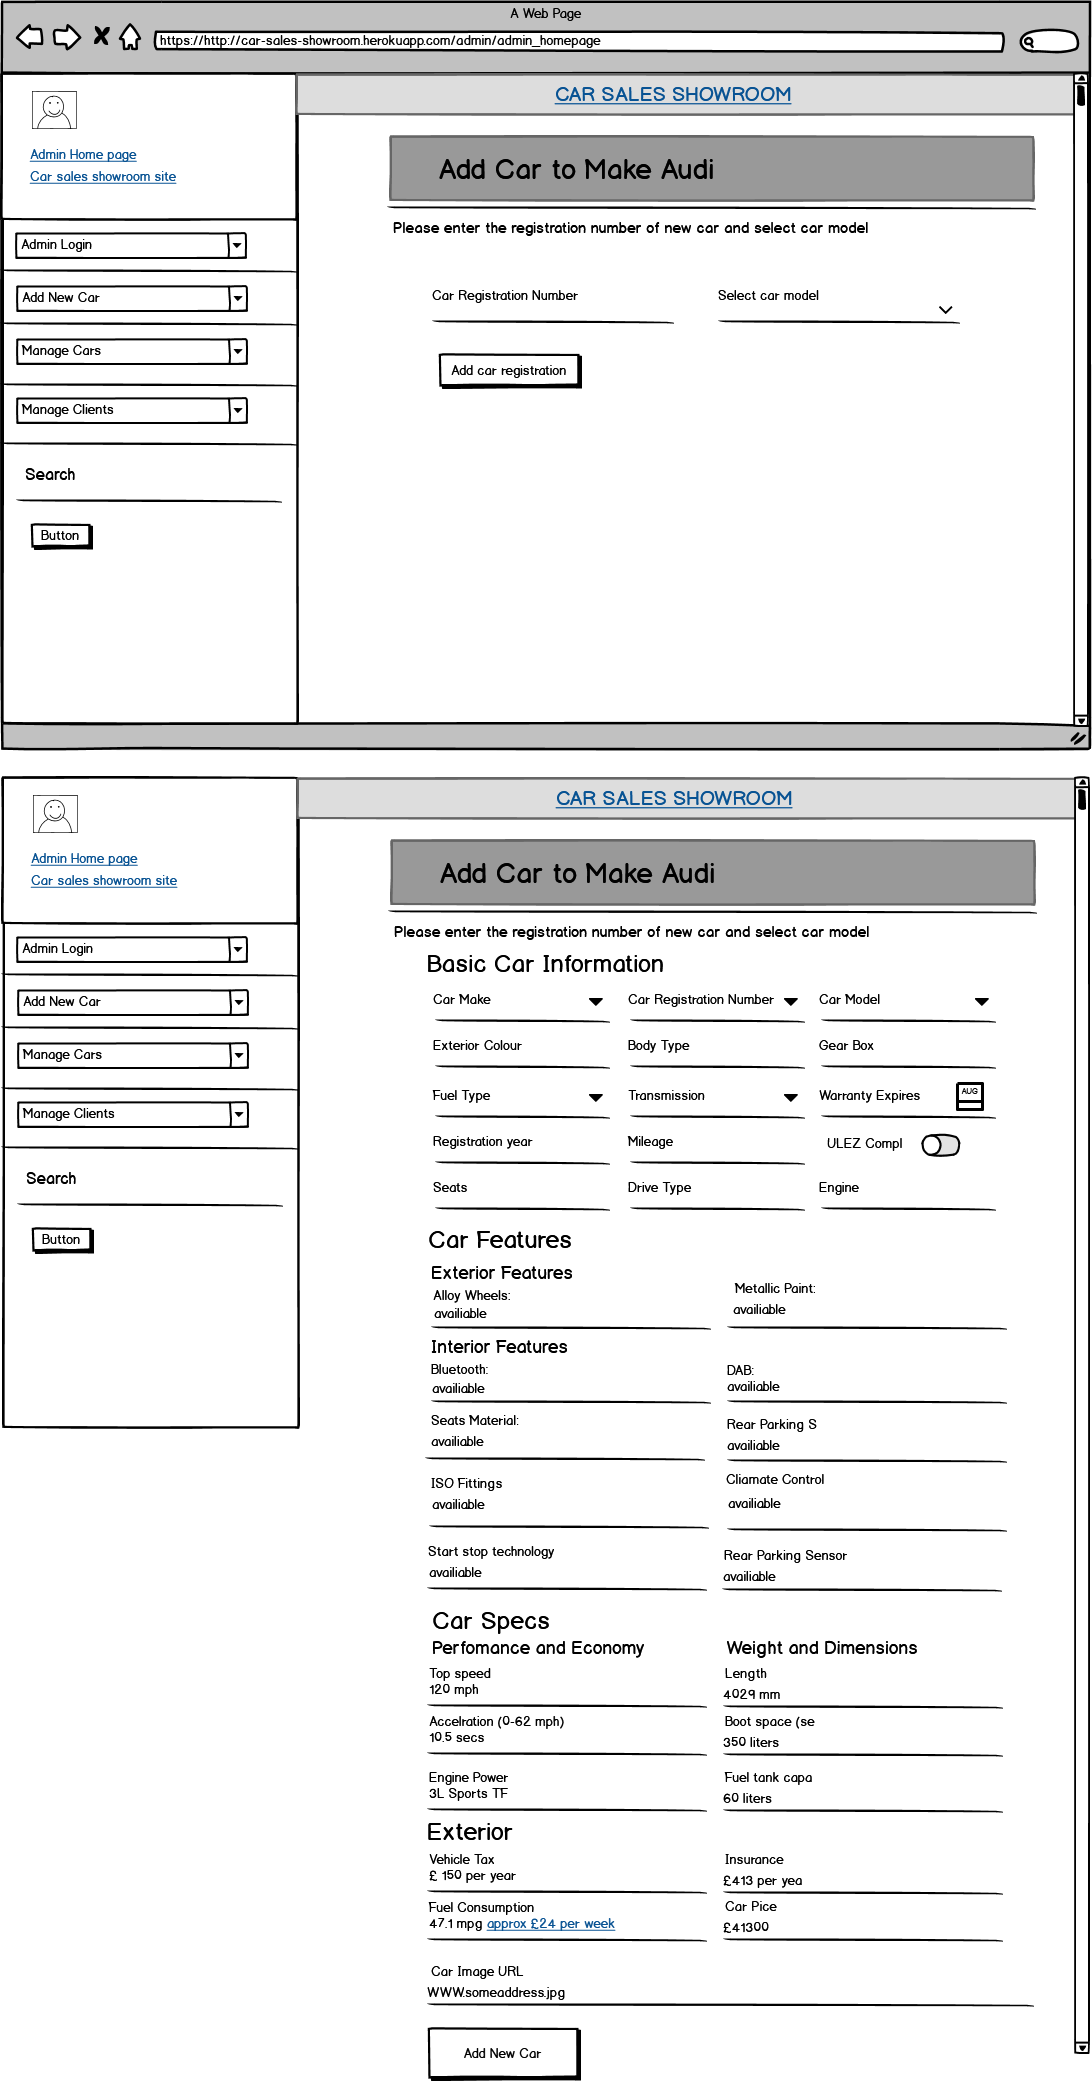 A Web Page
https://http://car-sales-showroom.herokuapp.com/admin/admin_homepage
CAR SALES SHOWROOM
Admin Home page
Car sales showroom site
Admin Login
Add New Car
Manage Cars
Manage Clients
Search
Button
Add Car to Make Audi
Please enter the registration number of new car and select car model
Car Registration Number Select car model
Add car registration
CAR SALES SHOWROOM
Admin Home page
Car sales showroom site
Admin Login
Add New Car
Manage Cars
Manage Clients
Search
Button
Add Car to Make Audi
Please enter the registration number of new car and select car model
Basic Car Information
Car Make Car Registration Number Car Model
Exterior Colour Body Type Gear Box
Fuel Type Transmission Warranty Expires AUG
Registration year Mileage ULEZ Compl
Seats Drive Type Engine
Car Features
Exterior Features
Alloy Wheels: Metallic Paint:
availiable availiable
Interior Features
Bluetooth: DAB:
availiable availiable
Seats Material: Rear Parking S
availiable availiable
ISO Fittings Cliamate Control
availiable availiable
Start stop technology Rear Parking Sensor
availiable availiable
Car Specs
Perfomance and Economy Weight and Dimensions
Top speed Length
120 mph 4029 mm
Accelration (0-62 mph) Boot space (se
10.5 secs 350 liters
Engine Power Fuel tank capa
3L Sports TF 60 liters
Exterior
Vehicle Tax Insurance
£ 150 per year £413 per yea
Fuel Consumption Car Pice
47.1 mpg approx £24 per week £41300
Car Image URL
WWW.someaddress.jpg
Add New Car